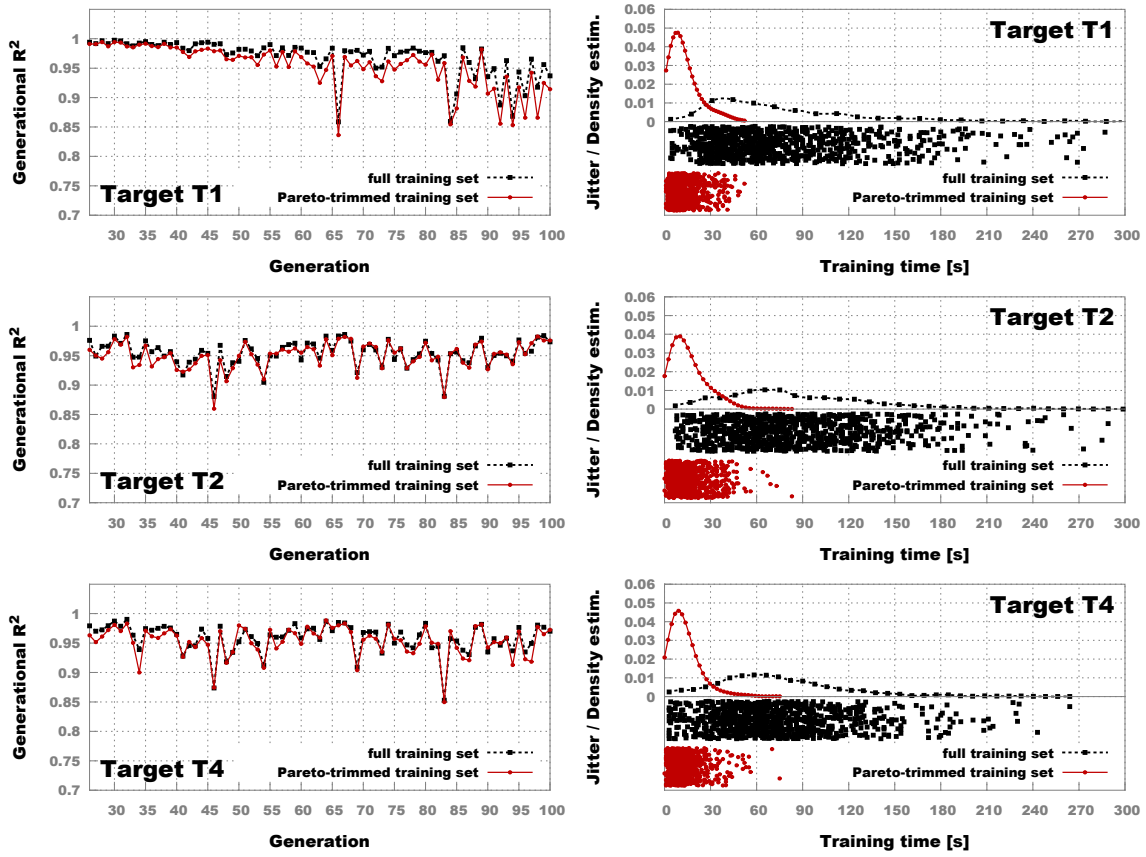 Generational R²
1
0.95
0.9
0.85
0.8
0.75
0.7
Target T1
full training set
Pareto-trimmed training set
30 35 40 45 50 55 60 65 70 75 80 85 90 95 100
Generation
Jitter / Density estim.
0.06
0.05
0.04
0.03
0.02
0.01
0
Target T1
full training set
Pareto-trimmed training set
0 30 60 90 120 150 180 210 240 270 300
Training time [s]
Generational R²
1
0.95
0.9
0.85
0.8
0.75
0.7
Target T2
full training set
Pareto-trimmed training set
30 35 40 45 50 55 60 65 70 75 80 85 90 95 100
Generation
Jitter / Density estim.
0.06
0.05
0.04
0.03
0.02
0.01
0
Target T2
full training set
Pareto-trimmed training set
0 30 60 90 120 150 180 210 240 270 300
Training time [s]
Generational R²
1
0.95
0.9
0.85
0.8
0.75
0.7
Target T4
full training set
Pareto-trimmed training set
30 35 40 45 50 55 60 65 70 75 80 85 90 95 100
Generation
Jitter / Density estim.
0.06
0.05
0.04
0.03
0.02
0.01
0
Target T4
full training set
Pareto-trimmed training set
0 30 60 90 120 150 180 210 240 270 300
Training time [s]